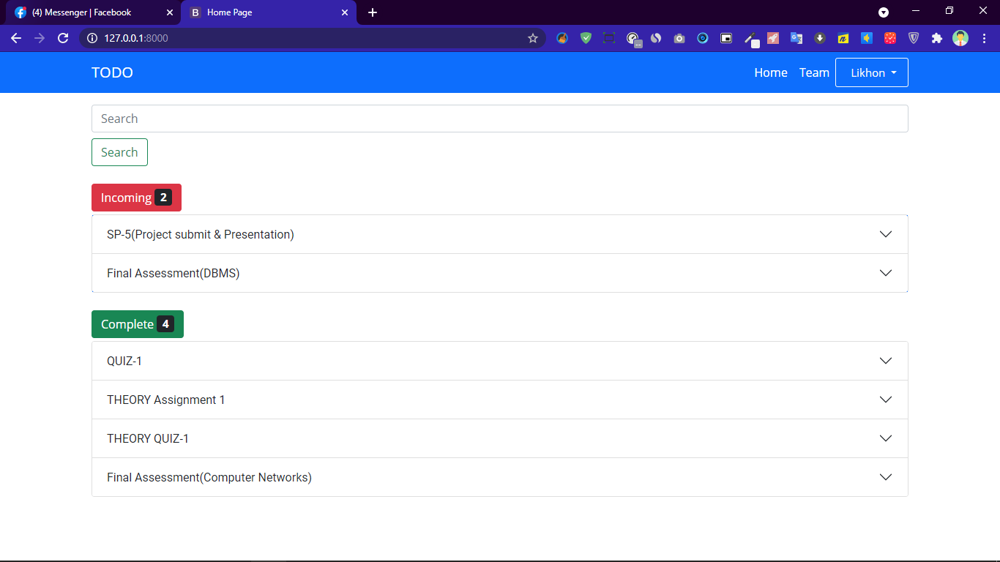 (4) Messenger | Facebook
Home Page
127.0.0.1:8000
TODO
Home
Team
Likhon
Search
Search
Incoming 2
SP-5(Project submit & Presentation)
Final Assessment(DBMS)
Complete 4
QUIZ-1
THEORY Assignment 1
THEORY QUIZ-1
Final Assessment(Computer Networks)